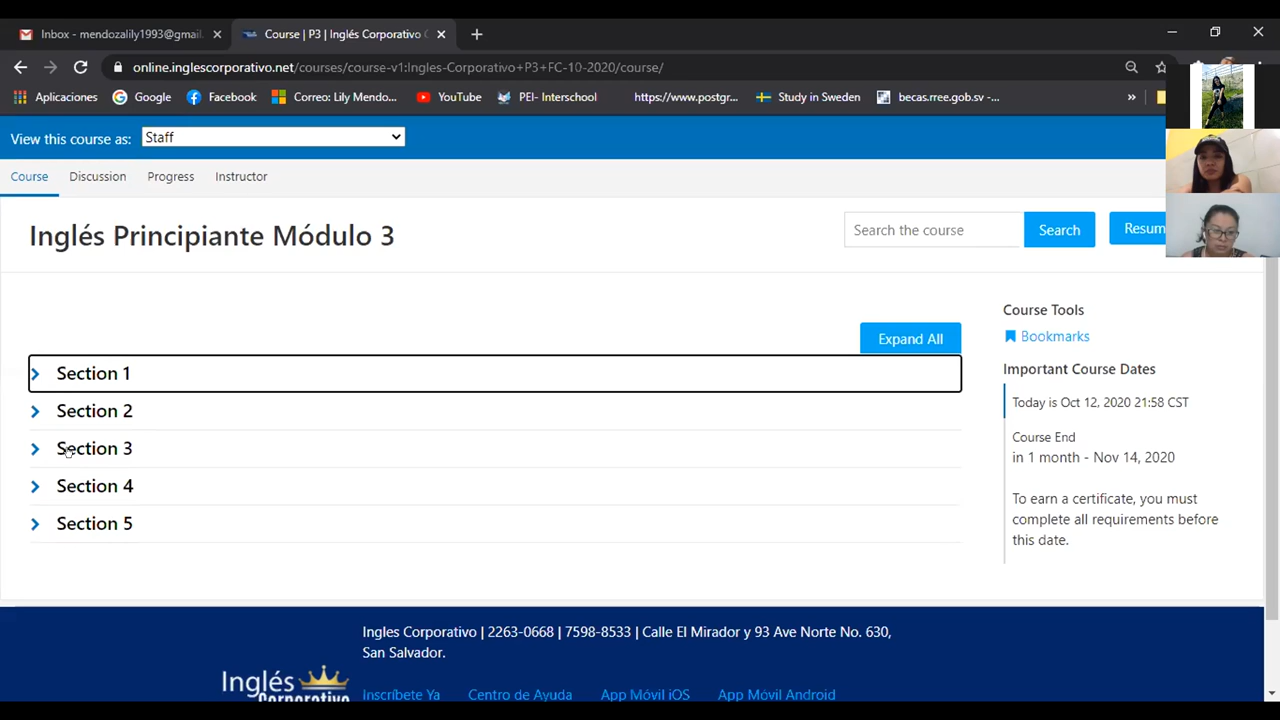 Inbox - mendozalily1993@gmail.
Course | P3 | Inglés Corporativo
online.inglescorporativo.net/courses/course-v1:Ingles-Corporativo+P3+FC-10-2020/course/
Aplicaciones
Google
Facebook
Correo: Lily Mendo...
YouTube
PEI- Interschool
https://www.postgr...
Study in Sweden
becas.rree.gob.sv -...
View this course as:
Staff
Course
Discussion
Progress
Instructor
Inglés Principiante Módulo 3
Search the course
Search
Resum
Expand All
Section 1
Section 2
Section 3
Section 4
Section 5
Course Tools
Bookmarks
Important Course Dates
Today is Oct 12, 2020 21:58 CST
Course End
in 1 month - Nov 14, 2020
To earn a certificate, you must
complete all requirements before
this date.
Ingles Corporativo | 2263-0668 | 7598-8533 | Calle El Mirador y 93 Ave Norte No. 630,
San Salvador.
Inglés
Corporativo
Inscríbete Ya
Centro de Ayuda
App Móvil iOS
App Móvil Android